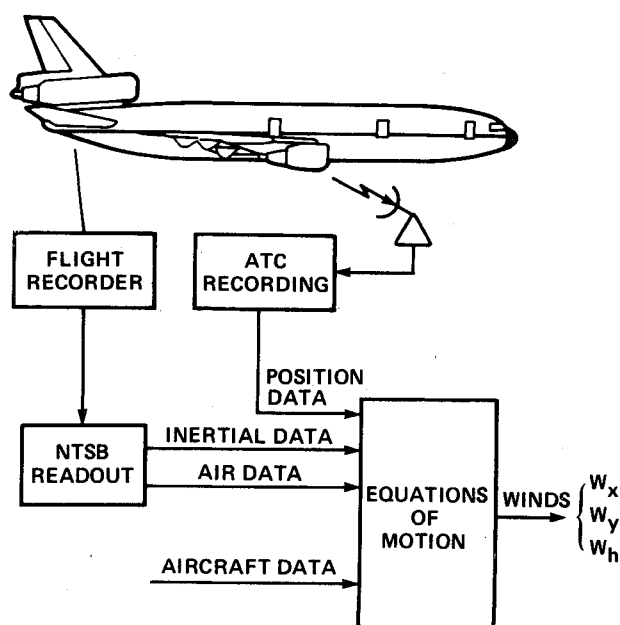 FLIGHT
RECORDER
ATC
RECORDING
POSITION
DATA
NTSB
READOUT
INERTIAL DATA
AIR DATA
AIRCRAFT DATA
EQUATIONS
OF
MOTION
WINDS
Wx
Wy
Wh